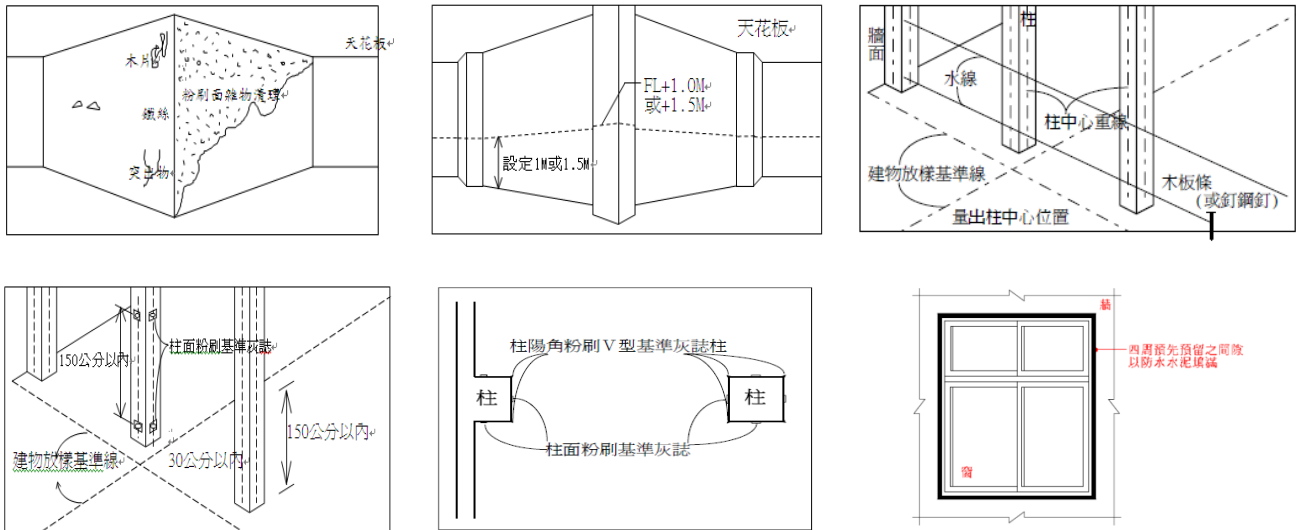 天花板
木片
粉刷面雜物清環
鐵絲
突出物
天花板
FL+1.0M
或+1.5M
設定1M或1.5M
牆面
柱
水線
柱中心重線
建物放樣基準線
木板條
(或釘鋼釘)
量出柱中心位置
150公分以內
柱面粉刷基準灰誌
150公分以內
建物放樣基準線
30公分以內
柱陽角粉刷V型基準灰誌柱
柱
柱
柱面粉刷基準灰誌
牆
四周預先預留之間隙
以防水水泥填滿
窗